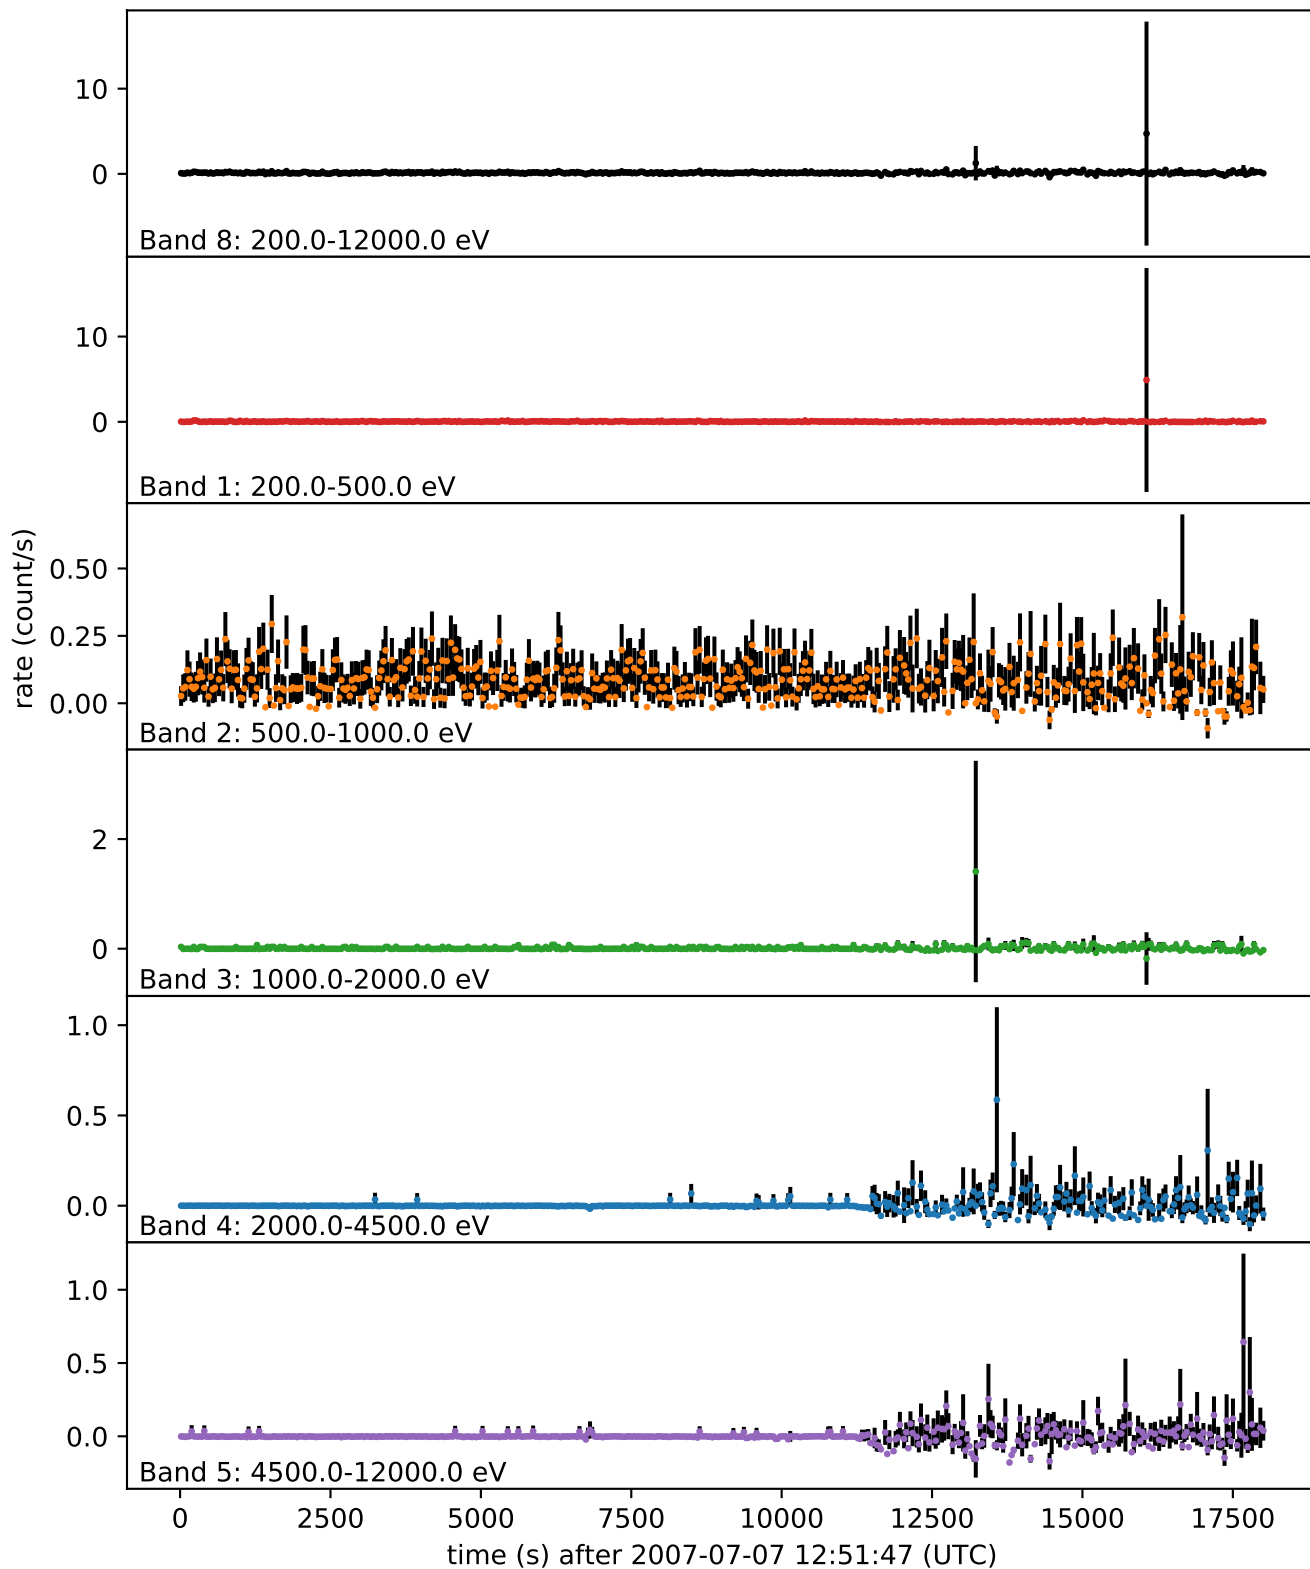 10
0
Band 8: 200.0-12000.0 eV
10
0
Band 1: 200.0-500.0 eV
rate (count/s)
0.50
0.25
0.00
Band 2: 500.0-1000.0 eV
2
0
Band 3: 1000.0-2000.0 eV
1.0
0.5
0.0
Band 4: 2000.0-4500.0 eV
1.0
0.5
0.0
Band 5: 4500.0-12000.0 eV
0 2500 5000 7500 10000 12500 15000 17500
time (s) after 2007-07-07 12:51:47 (UTC)